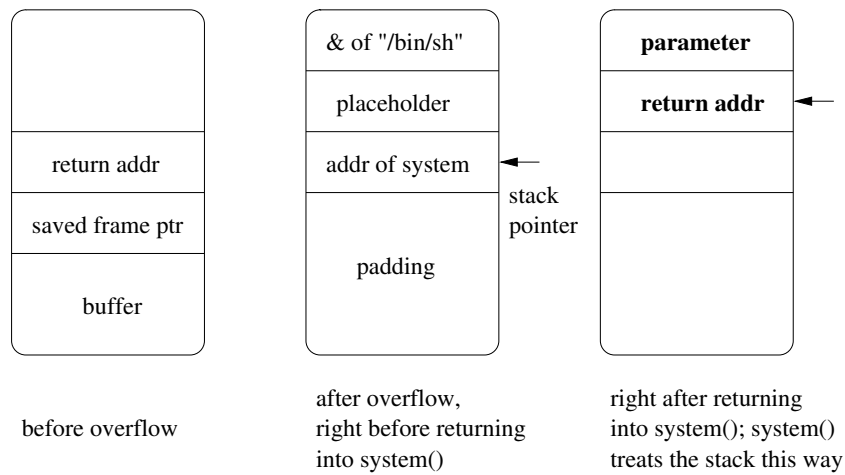 return addr
saved frame ptr
buffer
before overflow
& of "/bin/sh"
placeholder
addr of system
padding
stack
pointer
after overflow,
right before returning
into system()
parameter
return addr
right after returning
into system(); system()
treats the stack this way